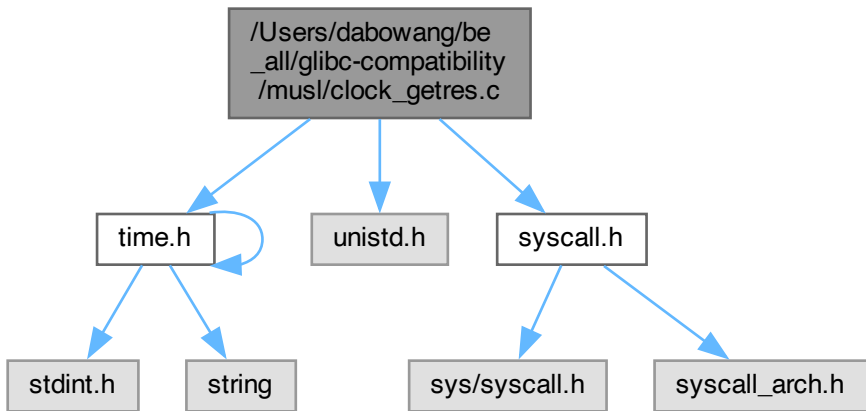 /Users/dabowang/be
_all/glibc-compatibility
/musl/clock_getres.c
time.h
unistd.h
syscall.h
stdint.h
string
sys/syscall.h
syscall_arch.h